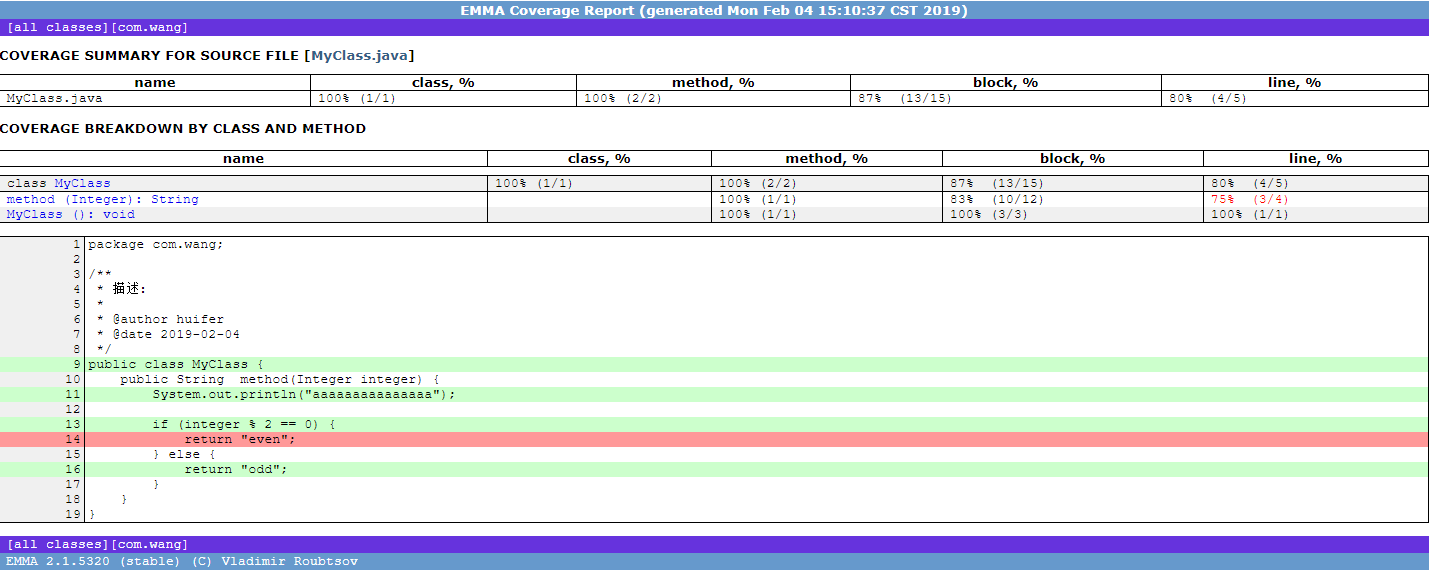 EMMA Coverage Report (generated Mon Feb 04 15:10:37 CST 2019)
[all classes][com.wang]
COVERAGE SUMMARY FOR SOURCE FILE [MyClass.java]
name class, % method, % block, % line, %
MyClass.java 100% (1/1) 100% (2/2) 87% (13/15) 80% (4/5)
COVERAGE BREAKDOWN BY CLASS AND METHOD
name class, % method, % block, % line, %
class MyClass 100% (1/1) 100% (2/2) 87% (13/15) 80% (4/5)
method (Integer): String 100% (1/1) 83% (10/12) 75% (3/4)
MyClass (): void 100% (1/1) 100% (3/3) 100% (1/1)
1 package com.wang;
2
3 /**
4 * 描述:
5 *
6 * @author huifer
7 * @date 2019-02-04
8 */
9 public class MyClass {
10 public String method(Integer integer) {
11 System.out.println("aaaaaaaaaaaaaaa");
12
13 if (integer % 2 == 0) {
14 return "even";
15 } else {
16 return "odd";
17 }
18 }
19 }
[all classes][com.wang]
EMMA 2.1.5320 (stable) (C) Vladimir Roubtsov